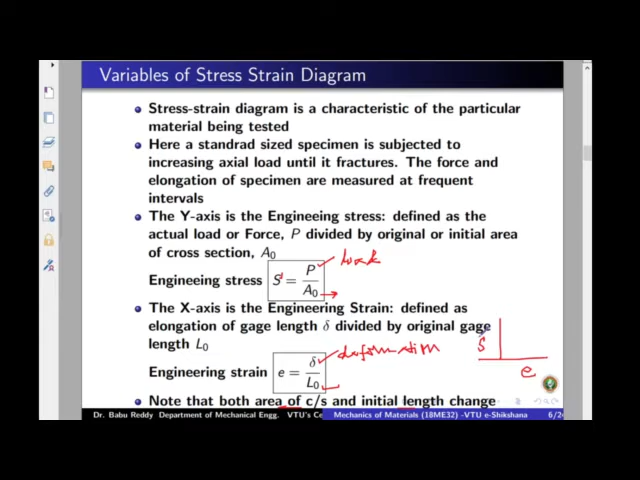 Variables of Stress Strain Diagram
Stress-strain diagram is a characteristic of the particular
material being tested
Here a standrad sized specimen is subjected to
increasing axial load until it fractures. The force and
elongation of specimen are measured at frequent
intervals
The Y-axis is the Engineeing stress: defined as the
actual load or Force, P divided by original or initial area
of cross section, A₀
load
Engineeing stress S = P / A₀
The X-axis is the Engineering Strain: defined as
elongation of gage length δ divided by original gage
length L₀
S
deformation
Engineering strain e = δ / L₀
e
Note that both area of c/s and initial length change
Dr. Babu Reddy Department of Mechanical Engg. VTU's Ce Mechanics of Materials (18ME32) -VTU e-Shikshana 6/2